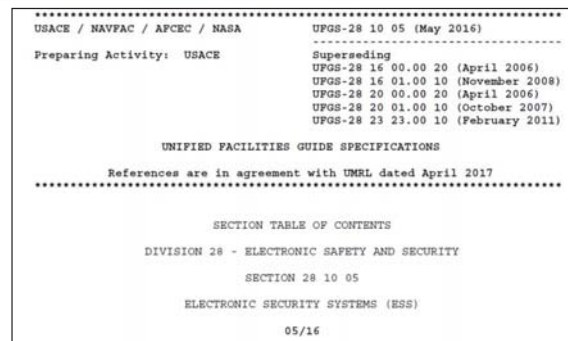 **************************************************************************
USACE / NAVFAC / AFCEC / NASA UFGS-28 10 05 (May 2016)
-----------------------------------
Preparing Activity: USACE Superseding
UFGS-28 16 00.00 20 (April 2006)
UFGS-28 16 01.00 10 (November 2008)
UFGS-28 20 00.00 20 (April 2006)
UFGS-28 20 01.00 10 (October 2007)
UFGS-28 23 23.00 10 (February 2011)
UNIFIED FACILITIES GUIDE SPECIFICATIONS
References are in agreement with UMRL dated April 2017
**************************************************************************
SECTION TABLE OF CONTENTS
DIVISION 28 - ELECTRONIC SAFETY AND SECURITY
SECTION 28 10 05
ELECTRONIC SECURITY SYSTEMS (ESS)
05/16